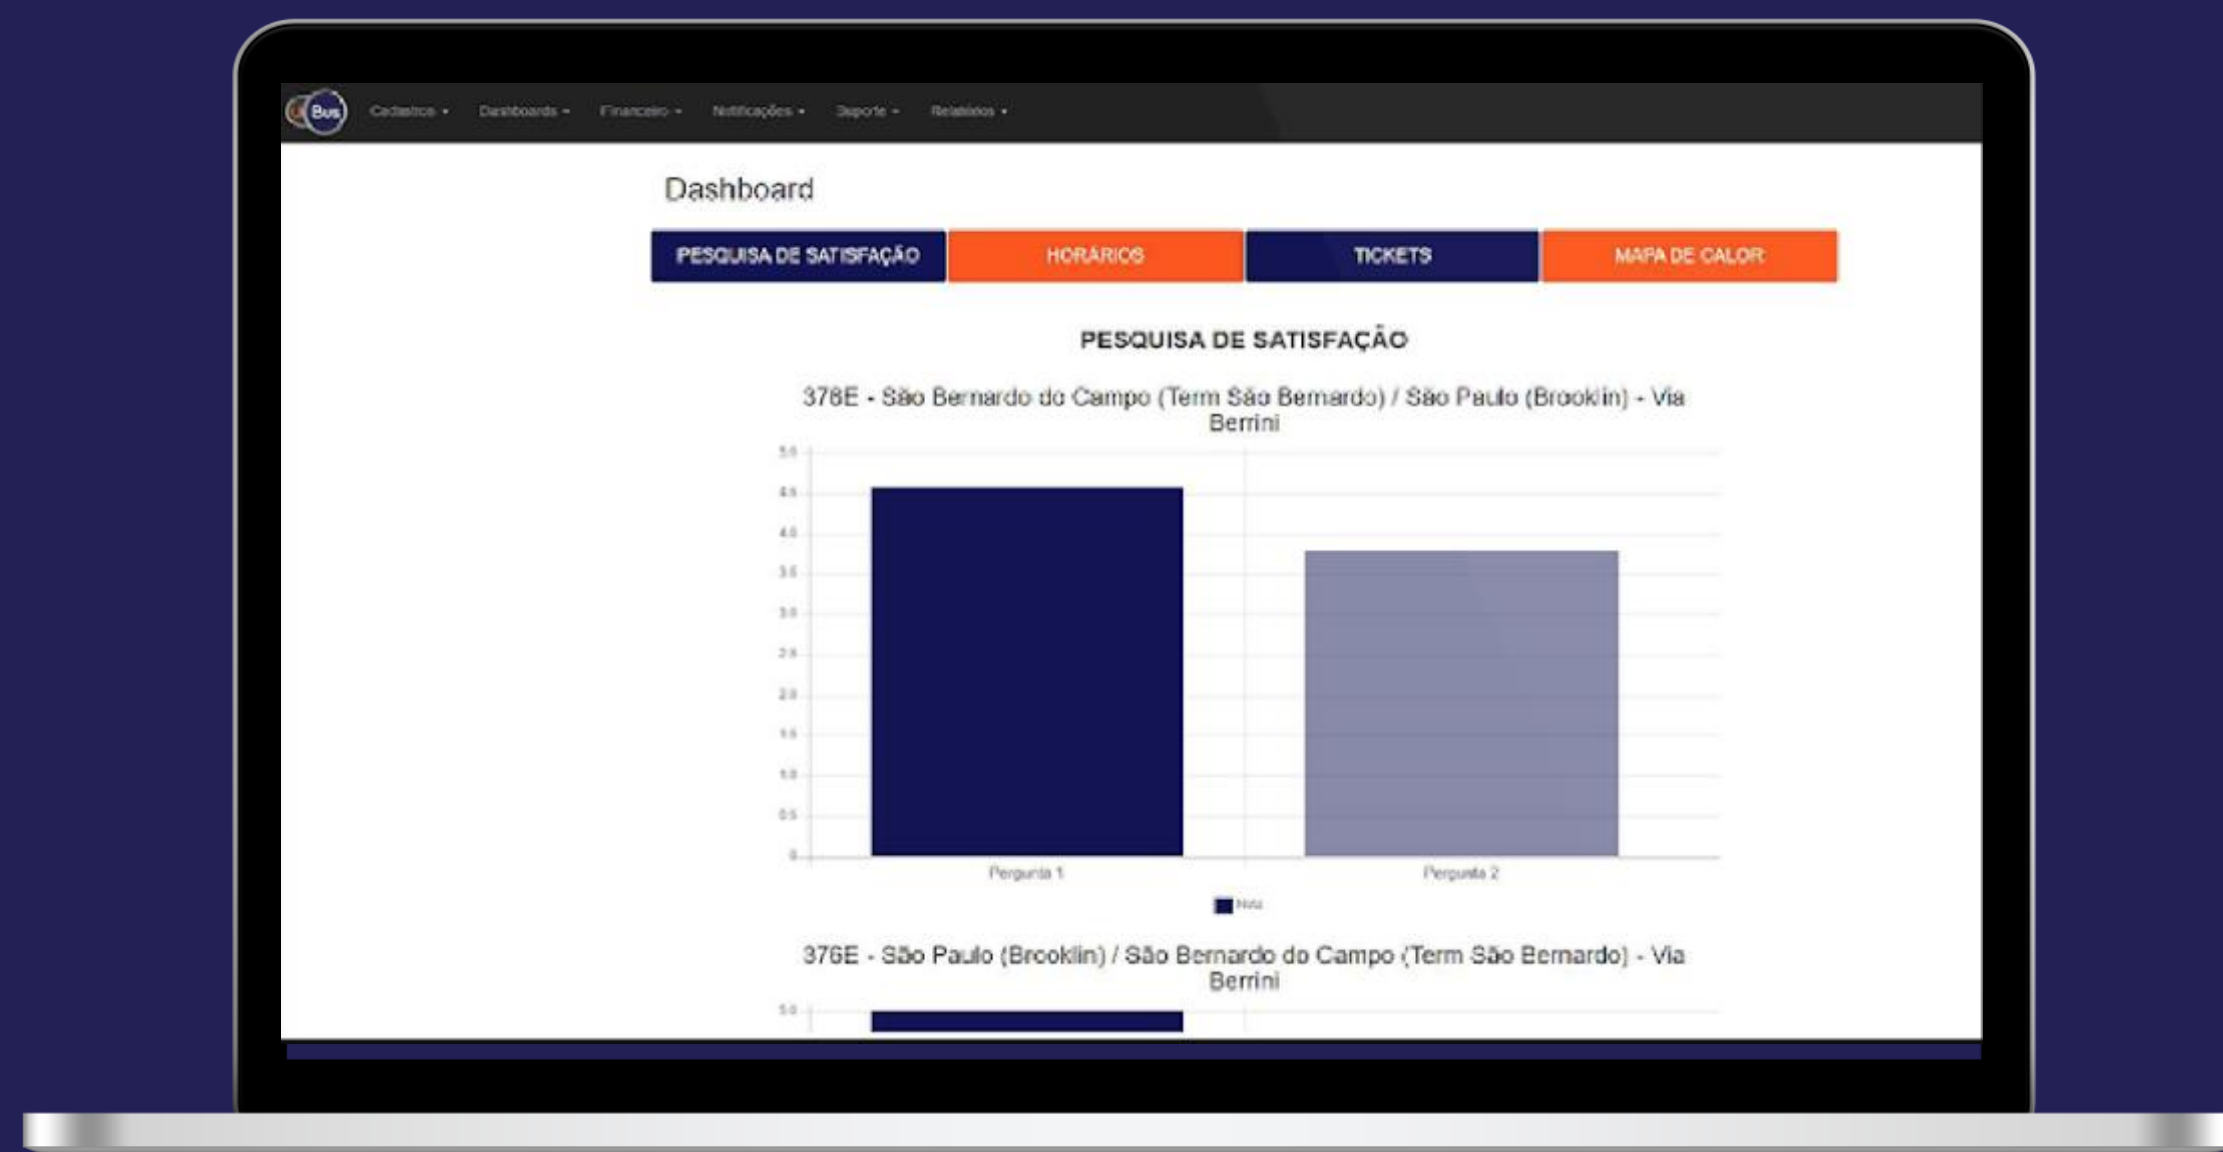 Bus Cadastros Dashboards Financeiro Notificações Suporte Relatórios
Dashboard
PESQUISA DE SATISFAÇÃO HORÁRIOS TICKETS MAPA DE CALOR
PESQUISA DE SATISFAÇÃO
378E - São Bernardo do Campo (Term São Bernardo) / São Paulo (Brooklin) - Via
Berrini
5.0
4.5
4.0
3.5
3.0
2.5
2.0
1.5
1.0
0.5
0
Pergunta 1 Pergunta 2
Nota
376E - São Paulo (Brooklin) / São Bernardo do Campo (Term São Bernardo) - Via
Berrini
5.0